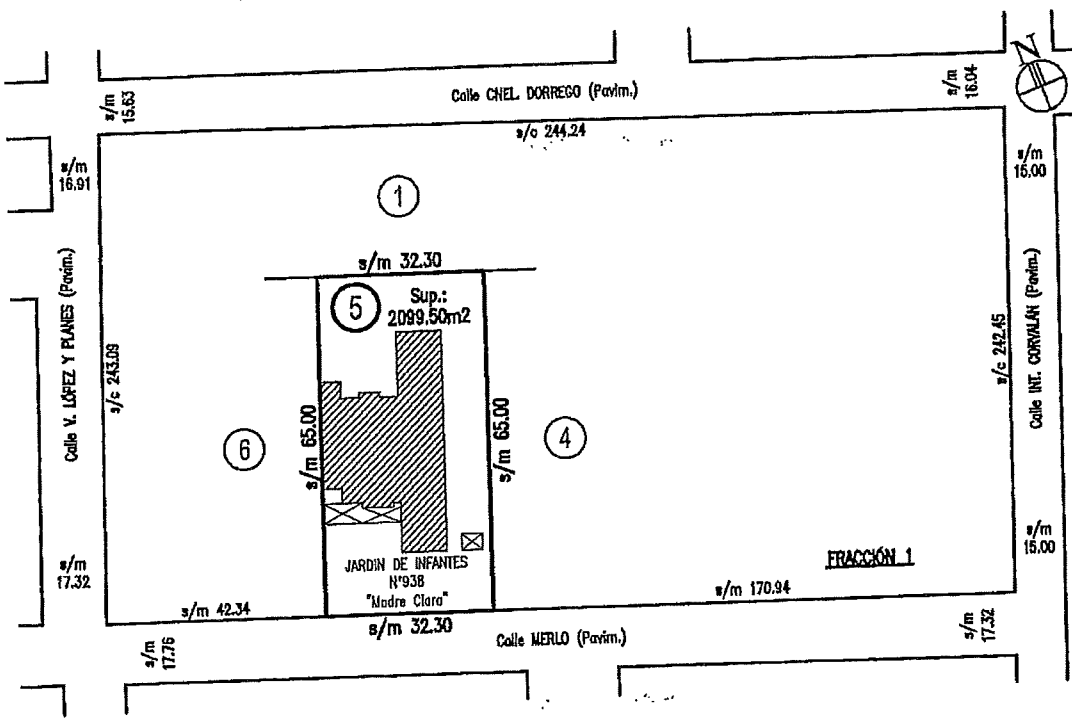 N
Calle CNEL. DORREGO (Pavim.)
s/m
15.63
s/m
16.04
s/c 244.24
s/m
16.91
s/m
15.00
1
s/m 32.30
5
Sup.:
2099.50m2
Calle V. LÓPEZ Y PLANES (Pavim.)
s/c 243.09
s/c 242.45
Calle INT. CORVALÁN (Pavim.)
6
s/m 65.00
s/m 65.00
4
s/m
17.32
s/m
15.00
JARDIN DE INFANTES
N°938
"Madre Clara"
FRACCIÓN 1
s/m 42.34
s/m 32.30
s/m 170.94
s/m
17.76
Calle MERLO (Pavim.)
s/m
17.32